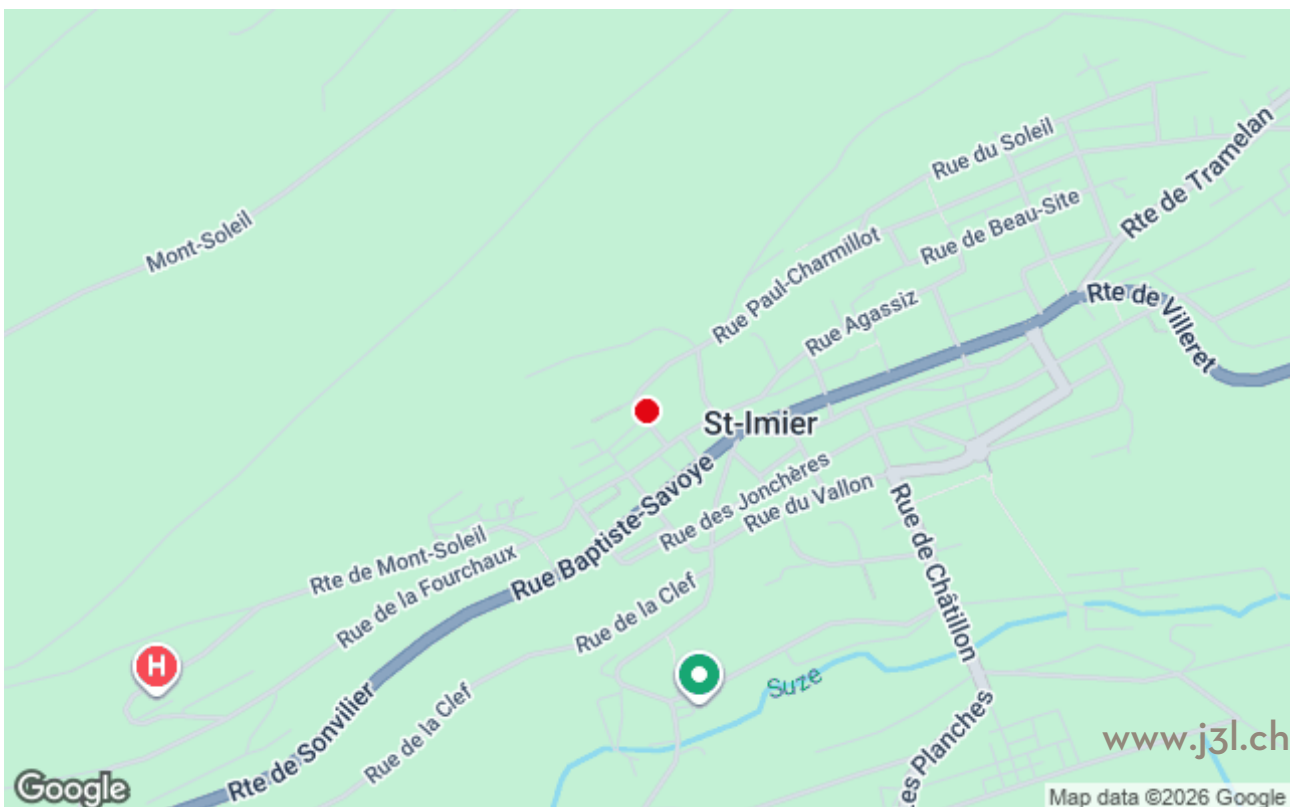 Rue du Soleil
Rte de Tramelan
Mont-Soleil
Rue de Beau-Site
Rue Paul-Charmillot
Rte de Villeret
Rue Agassiz
St-Imier
Rue Baptiste-Savoye
Rue des Jonchères
Rue du Vallon
Rue de Châtillon
Rte de Mont-Soleil
Rue de la Fourchaux
Rue de la Clef
H
Suze
Rte de Sonvilier
Rue de la Clef
es Planches
www.j3l.ch
Google
Map data ©2026 Google